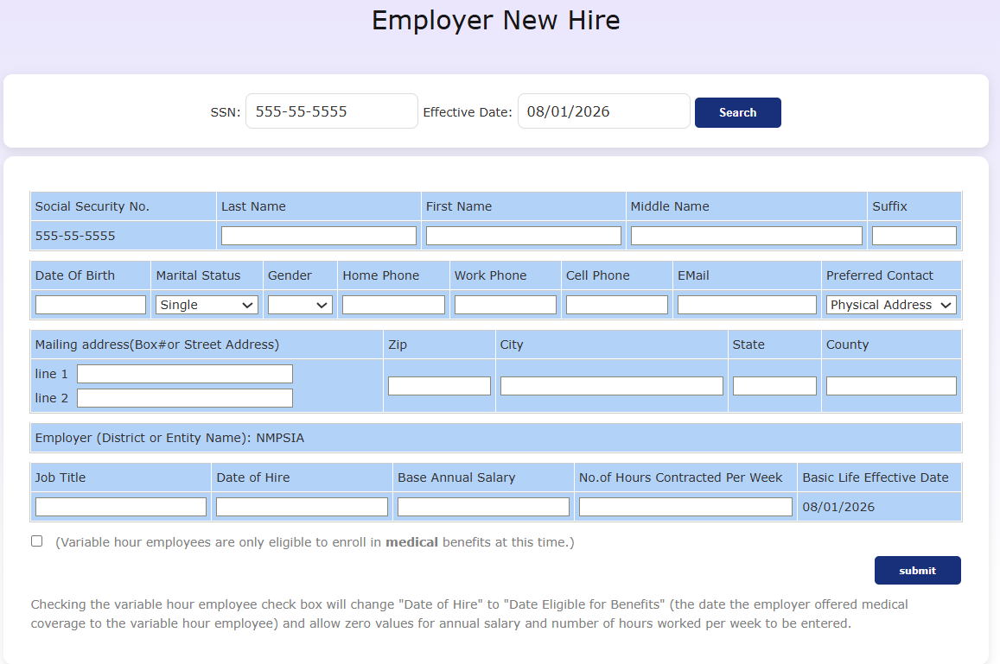 Employer New Hire
SSN: 555-55-5555 Effective Date: 08/01/2026 Search
Social Security No. Last Name First Name Middle Name Suffix
555-55-5555
Date Of Birth Marital Status Gender Home Phone Work Phone Cell Phone EMail Preferred Contact
Single Physical Address
Mailing address(Box#or Street Address) Zip City State County
line 1
line 2
Employer (District or Entity Name): NMPSIA
Job Title Date of Hire Base Annual Salary No.of Hours Contracted Per Week Basic Life Effective Date
08/01/2026
(Variable hour employees are only eligible to enroll in medical benefits at this time.)
submit
Checking the variable hour employee check box will change "Date of Hire" to "Date Eligible for Benefits" (the date the employer offered medical
coverage to the variable hour employee) and allow zero values for annual salary and number of hours worked per week to be entered.